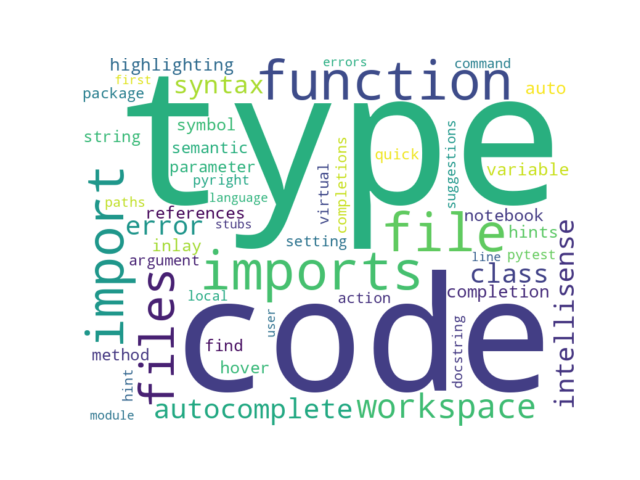 errors
command
highlighting
function
first
syntax
type
auto
package
string
symbol
semantic
completions
quick
suggestions
parameter
virtual
variable
pyright
import
language
paths
references
stubs
notebook
error
file
hints
setting
inlay
intellisense
argument
imports
line
pytest
files
class
code
local
action
completion
user
docstring
find
method
hover
hint
autocomplete
workspace
module